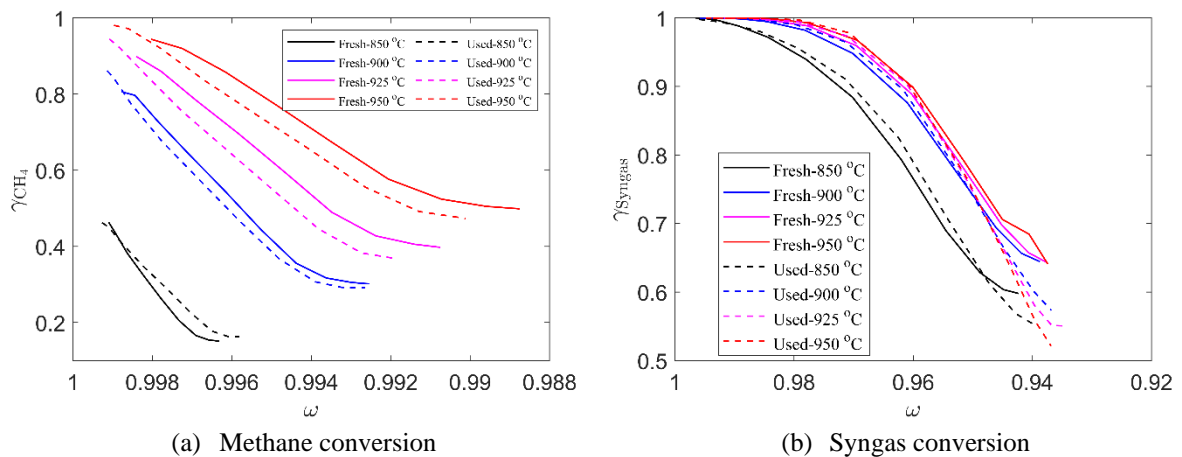 1
0.8
0.6
0.4
0.2
γCH4
Fresh-850 °C Used-850 °C
Fresh-900 °C Used-900 °C
Fresh-925 °C Used-925 °C
Fresh-950 °C Used-950 °C
1 0.998 0.996 0.994 0.992 0.99 0.988
ω
(a) Methane conversion
1
0.9
0.8
0.7
0.6
0.5
γSyngas
Fresh-850 °C
Fresh-900 °C
Fresh-925 °C
Fresh-950 °C
Used-850 °C
Used-900 °C
Used-925 °C
Used-950 °C
1 0.98 0.96 0.94 0.92
ω
(b) Syngas conversion